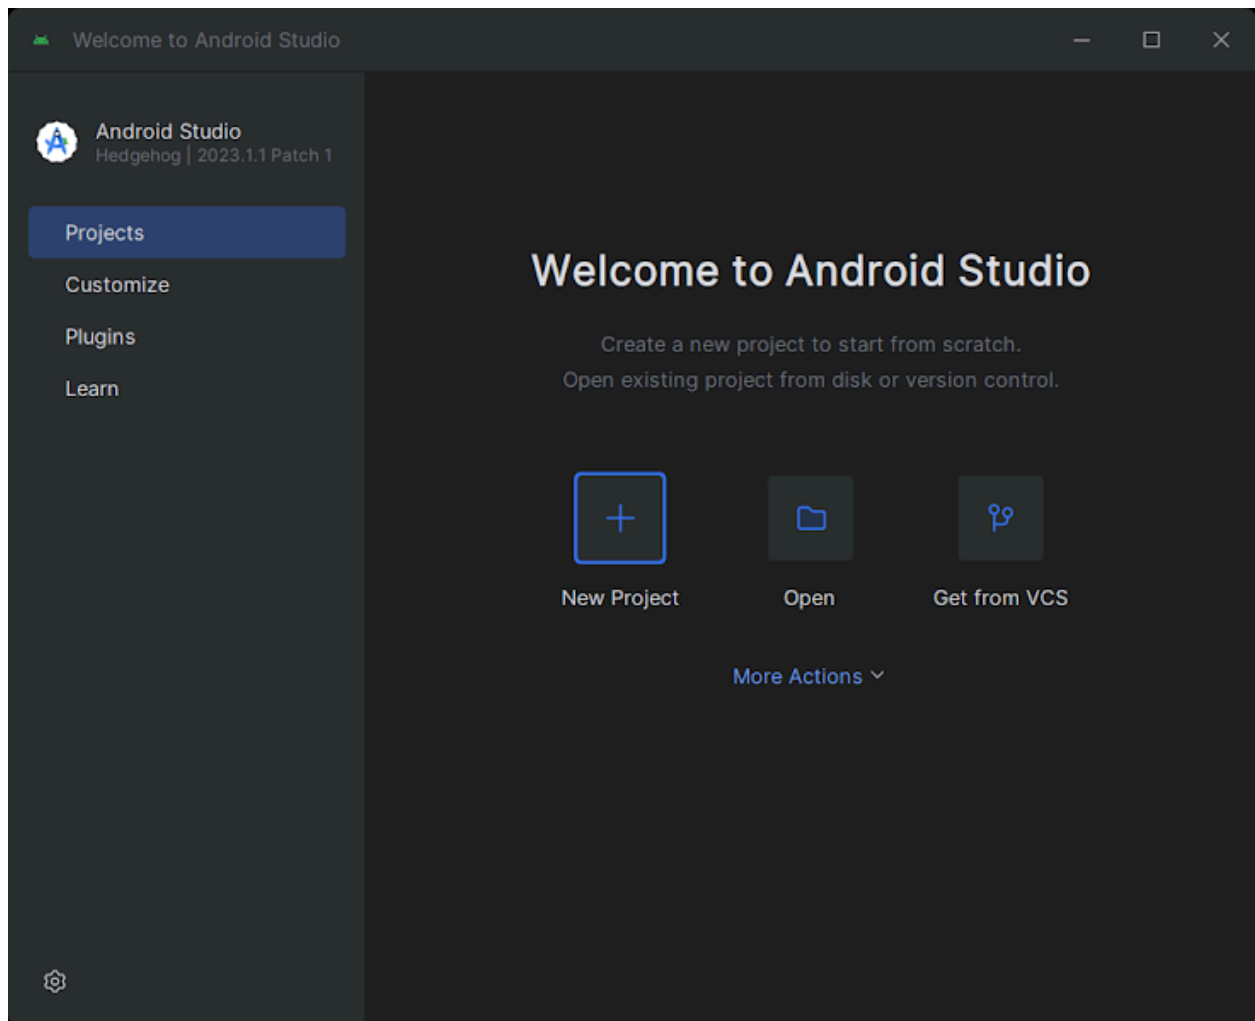 Welcome to Android Studio
Android Studio
Hedgehog | 2023.1.1 Patch 1
Projects
Customize
Plugins
Learn
Welcome to Android Studio
Create a new project to start from scratch.
Open existing project from disk or version control.
New Project
Open
Get from VCS
More Actions